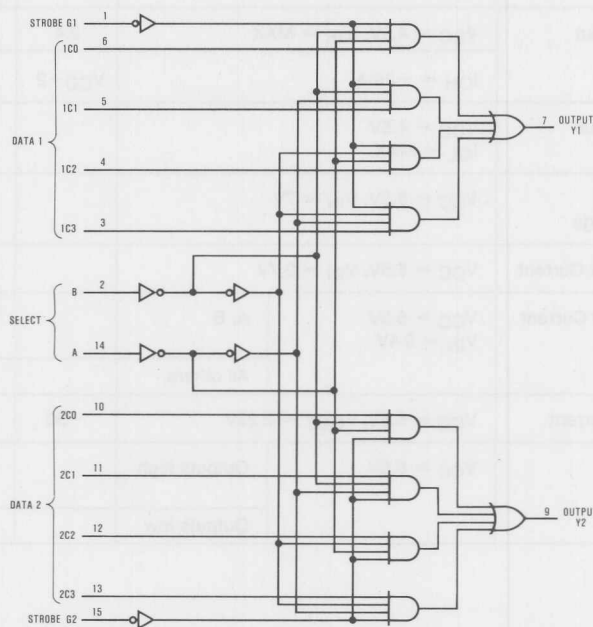 STROBE G1 1
6
1C0
5
1C1
DATA 1
4
1C2
3
1C3
7 OUTPUT
Y1
B 2
SELECT
A 14
2C0 10
2C1 11
DATA 2
2C2 12
2C3 13
STROBE G2 15
9 OUTPUT
Y2